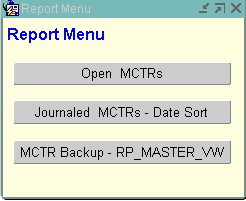 Report Menu
Report Menu
Open MCTRs
Journaled MCTRs - Date Sort
MCTR Backup - RP_MASTER_VW